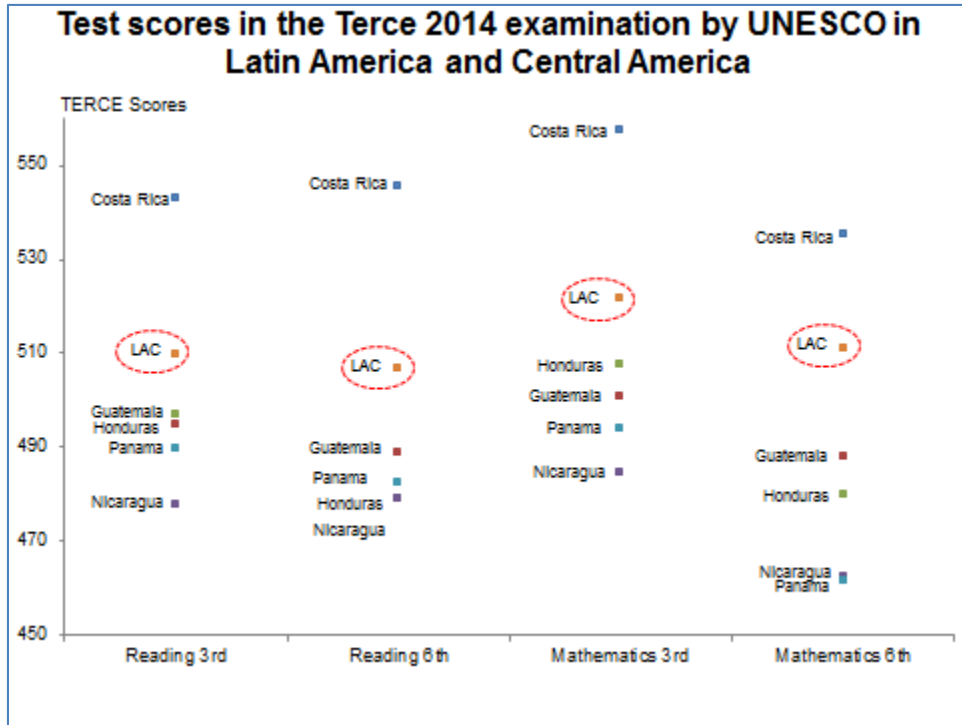 Test scores in the Terce 2014 examination by UNESCO in
Latin America and Central America
TERCE Scores
550
530
510
490
470
450
Costa Rica
LAC
Guatemala
Honduras
Panama
Nicaragua
Costa Rica
LAC
Guatemala
Panama
Honduras
Nicaragua
Costa Rica
LAC
Honduras
Guatemala
Panama
Nicaragua
Costa Rica
LAC
Guatemala
Honduras
Nicaragua
Panama
Reading 3rd
Reading 6th
Mathematics 3rd
Mathematics 6th